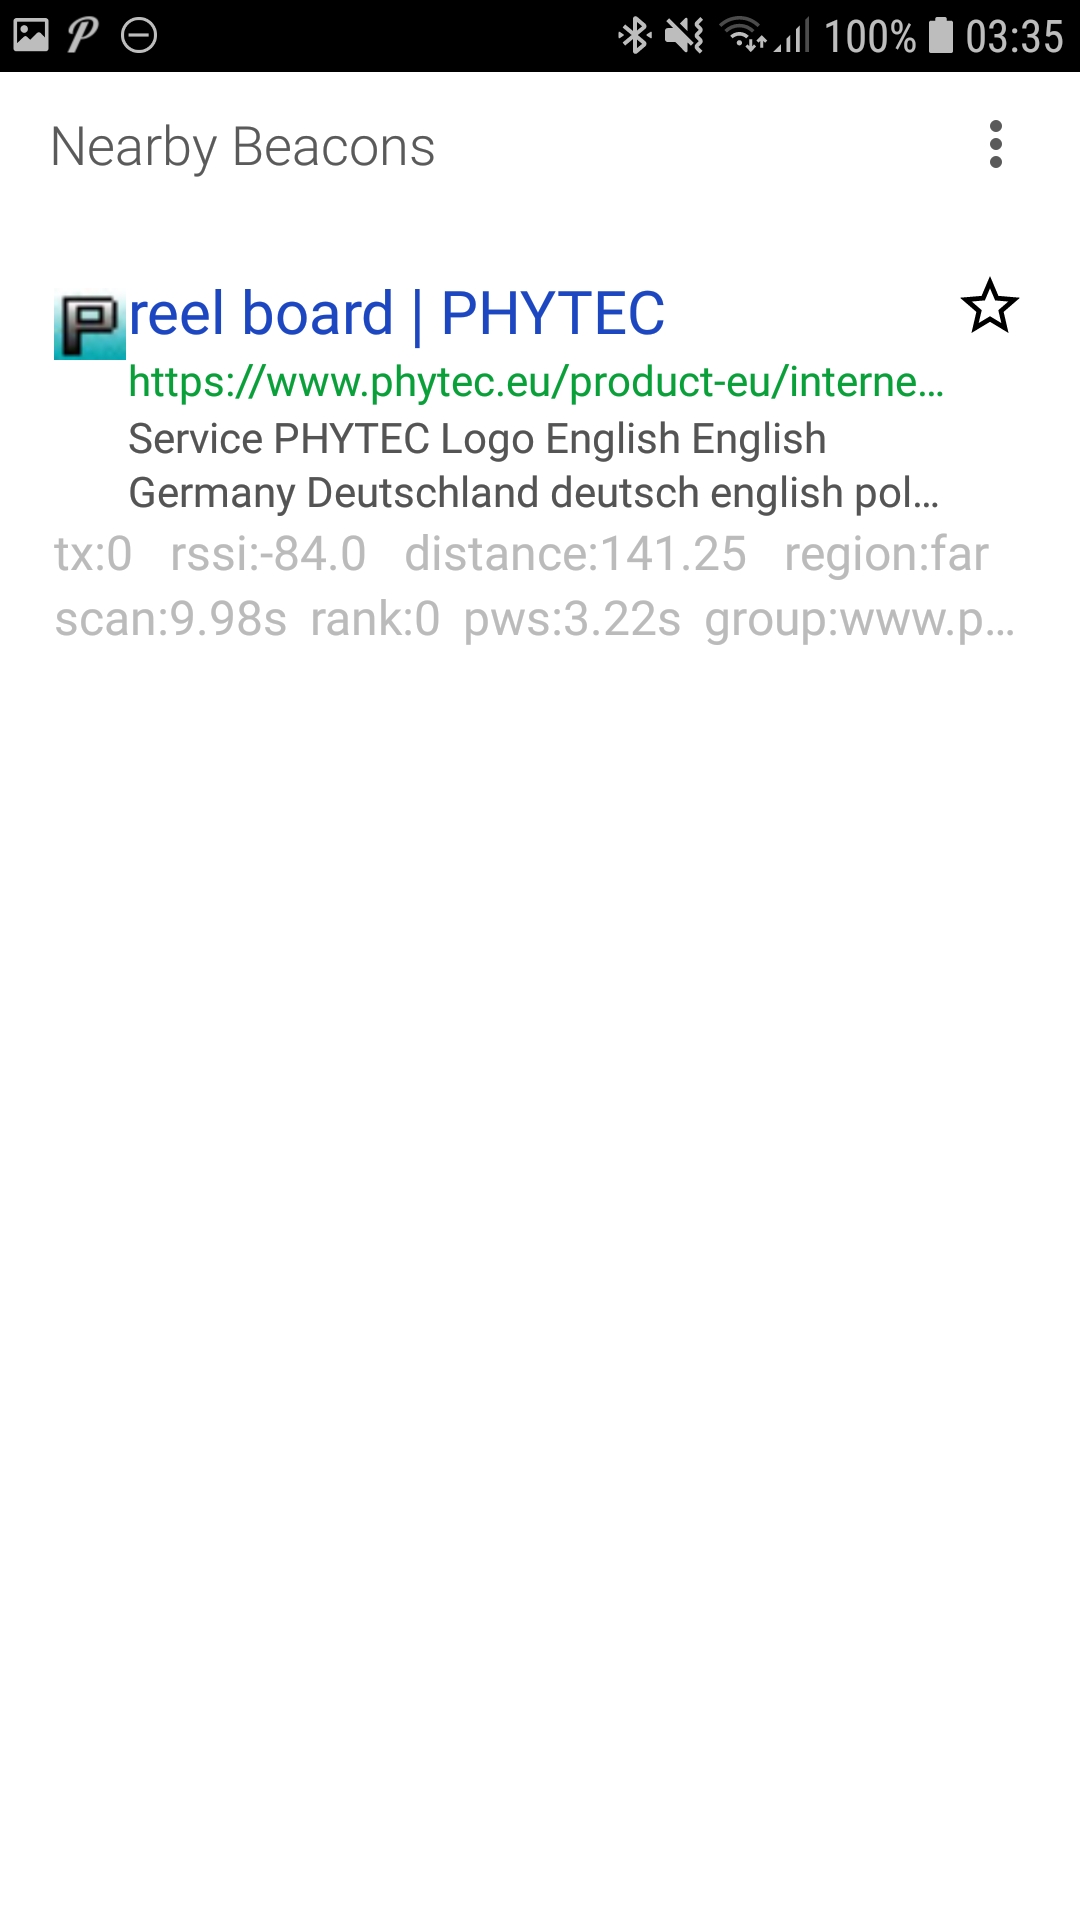 100% 03:35
Nearby Beacons
reel board | PHYTEC
https://www.phytec.eu/product-eu/interne...
Service PHYTEC Logo English English
Germany Deutschland deutsch english pol...
tx:0 rssi:-84.0 distance:141.25 region:far
scan:9.98s rank:0 pws:3.22s group:www.p...